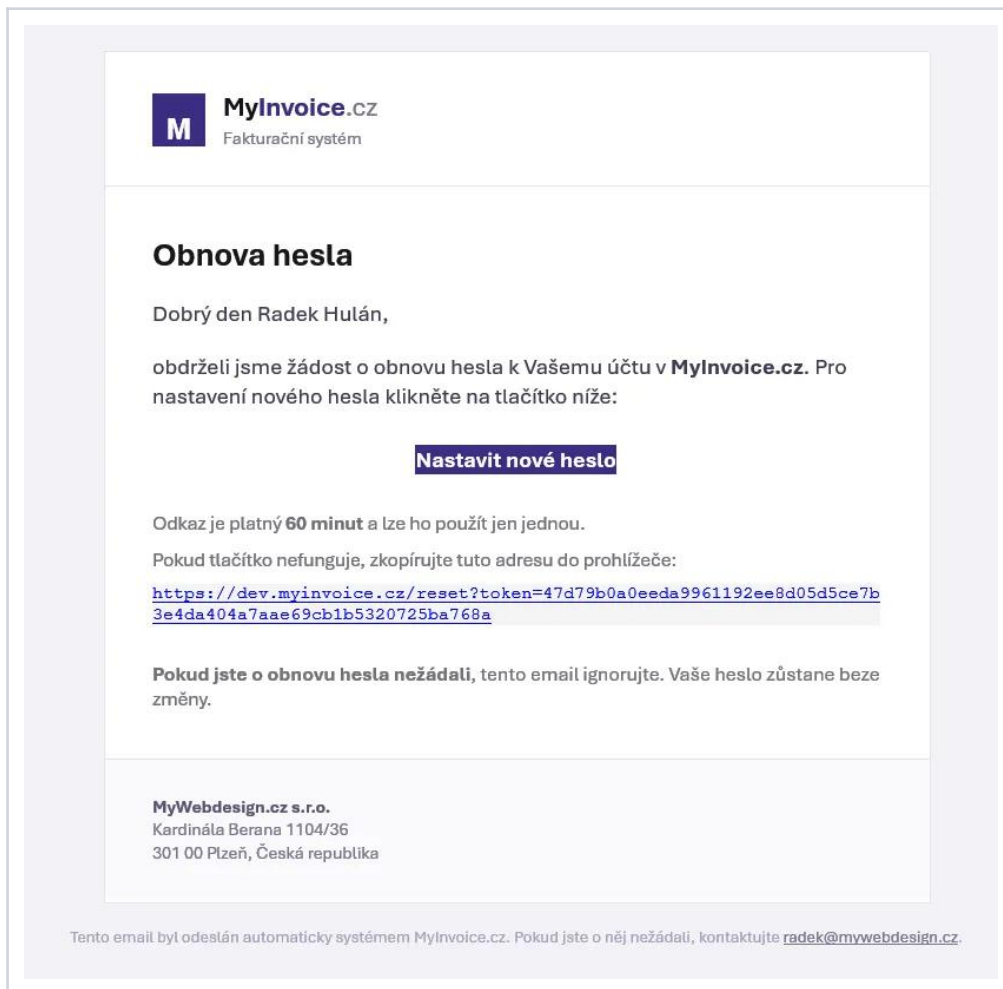 M
MyInvoice.cz
Fakturační systém
Obnova hesla
Dobrý den Radek Hulán,
obdrželi jsme žádost o obnovu hesla k Vašemu účtu v MyInvoice.cz. Pro
nastavení nového hesla klikněte na tlačítko níže:
Nastavit nové heslo
Odkaz je platný 60 minut a lze ho použít jen jednou.
Pokud tlačítko nefunguje, zkopírujte tuto adresu do prohlížeče:
https://dev.myinvoice.cz/reset?token=47d79b0a0eeda9961192ee8d05d5ce7b
3e4da404a7aae69cb1b5320725ba768a
Pokud jste o obnovu hesla nežádali, tento email ignorujte. Vaše heslo zůstane beze
změny.
MyWebdesign.cz s.r.o.
Kardinála Berana 1104/36
301 00 Plzeň, Česká republika
Tento email byl odeslán automaticky systémem MyInvoice.cz. Pokud jste o něj nežádali, kontaktujte radek@mywebdesign.cz.